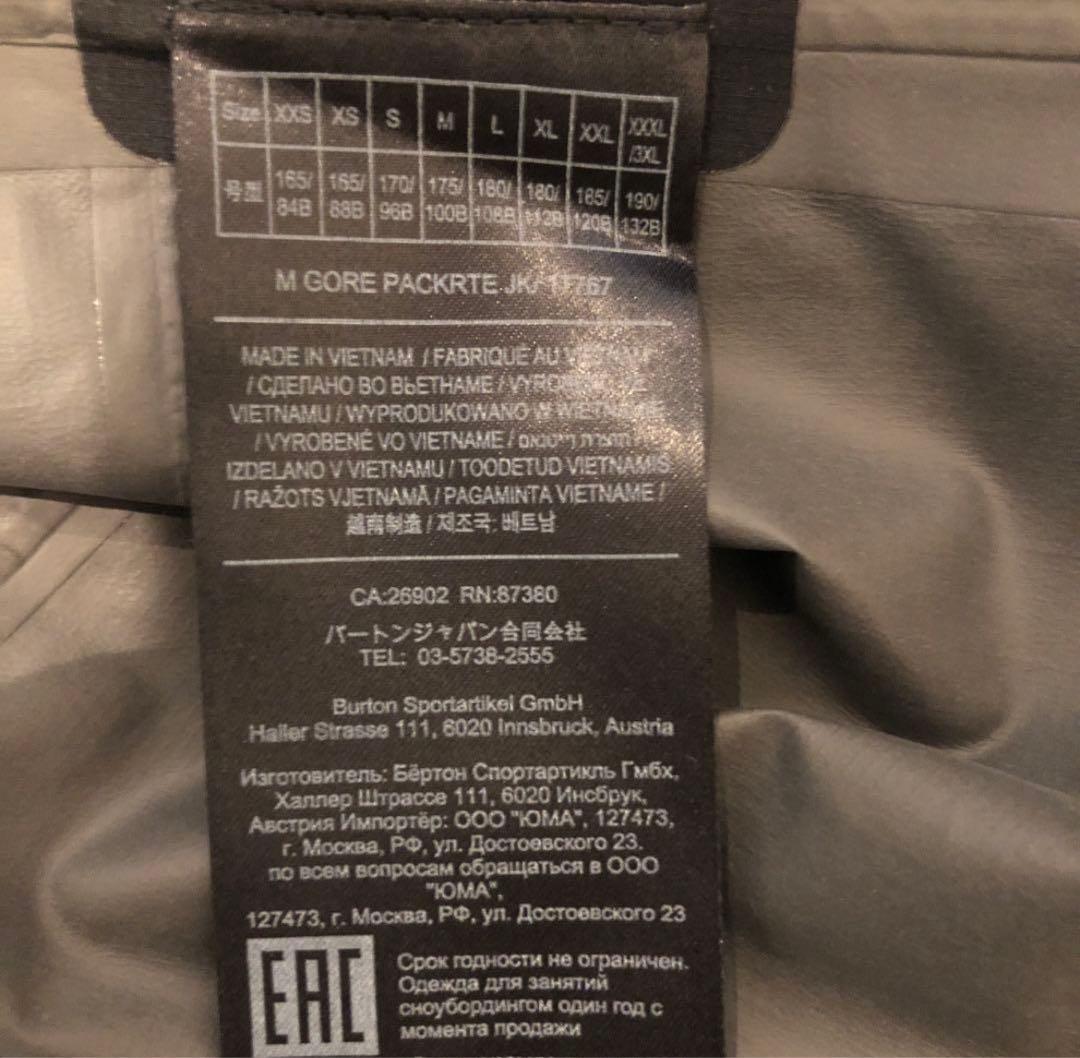 Size XXS XS S M L XL XXL XXXL /3XL
号型 165/84B 165/88B 170/96B 175/100B 180/108B 180/112B 185/120B 190/132B
M GORE PACKRTE JK/
MADE IN VIETNAM / FABRIQUE AU
/ СДЕЛАНО ВО ВЬЕТНАМЕ /
VIETNAMU / WYPRODUKOWANO W WIETNAMIE
/ VYROBENÉ VO VIETNAME /
IZDELANO V VIETNAMU / TOODETUD VIETNAMIS
/ RAŽOTS VJETNAMĀ / PAGAMINTA VIETNAME /
越南制造 / 제조국: 베트남
CA:26902 RN:87380
バートンジャパン合同会社
TEL: 03-5738-2555
Burton Sportartikel GmbH
Haller Strasse 111, 6020 Innsbruck, Austria
Изготовитель: Бёртон Спортартикль Гмбх,
Халлер Штрассе 111, 6020 Инсбрук,
Австрия Импортёр: ООО "ЮМА", 127473,
г. Москва, РФ, ул. Достоевского 23.
по всем вопросам обращаться в ООО
"ЮМА",
127473, г. Москва, РФ, ул. Достоевского 23
EAC
Срок годности не ограничен.
Одежда для занятий
сноубордингом один год с
момента продажи